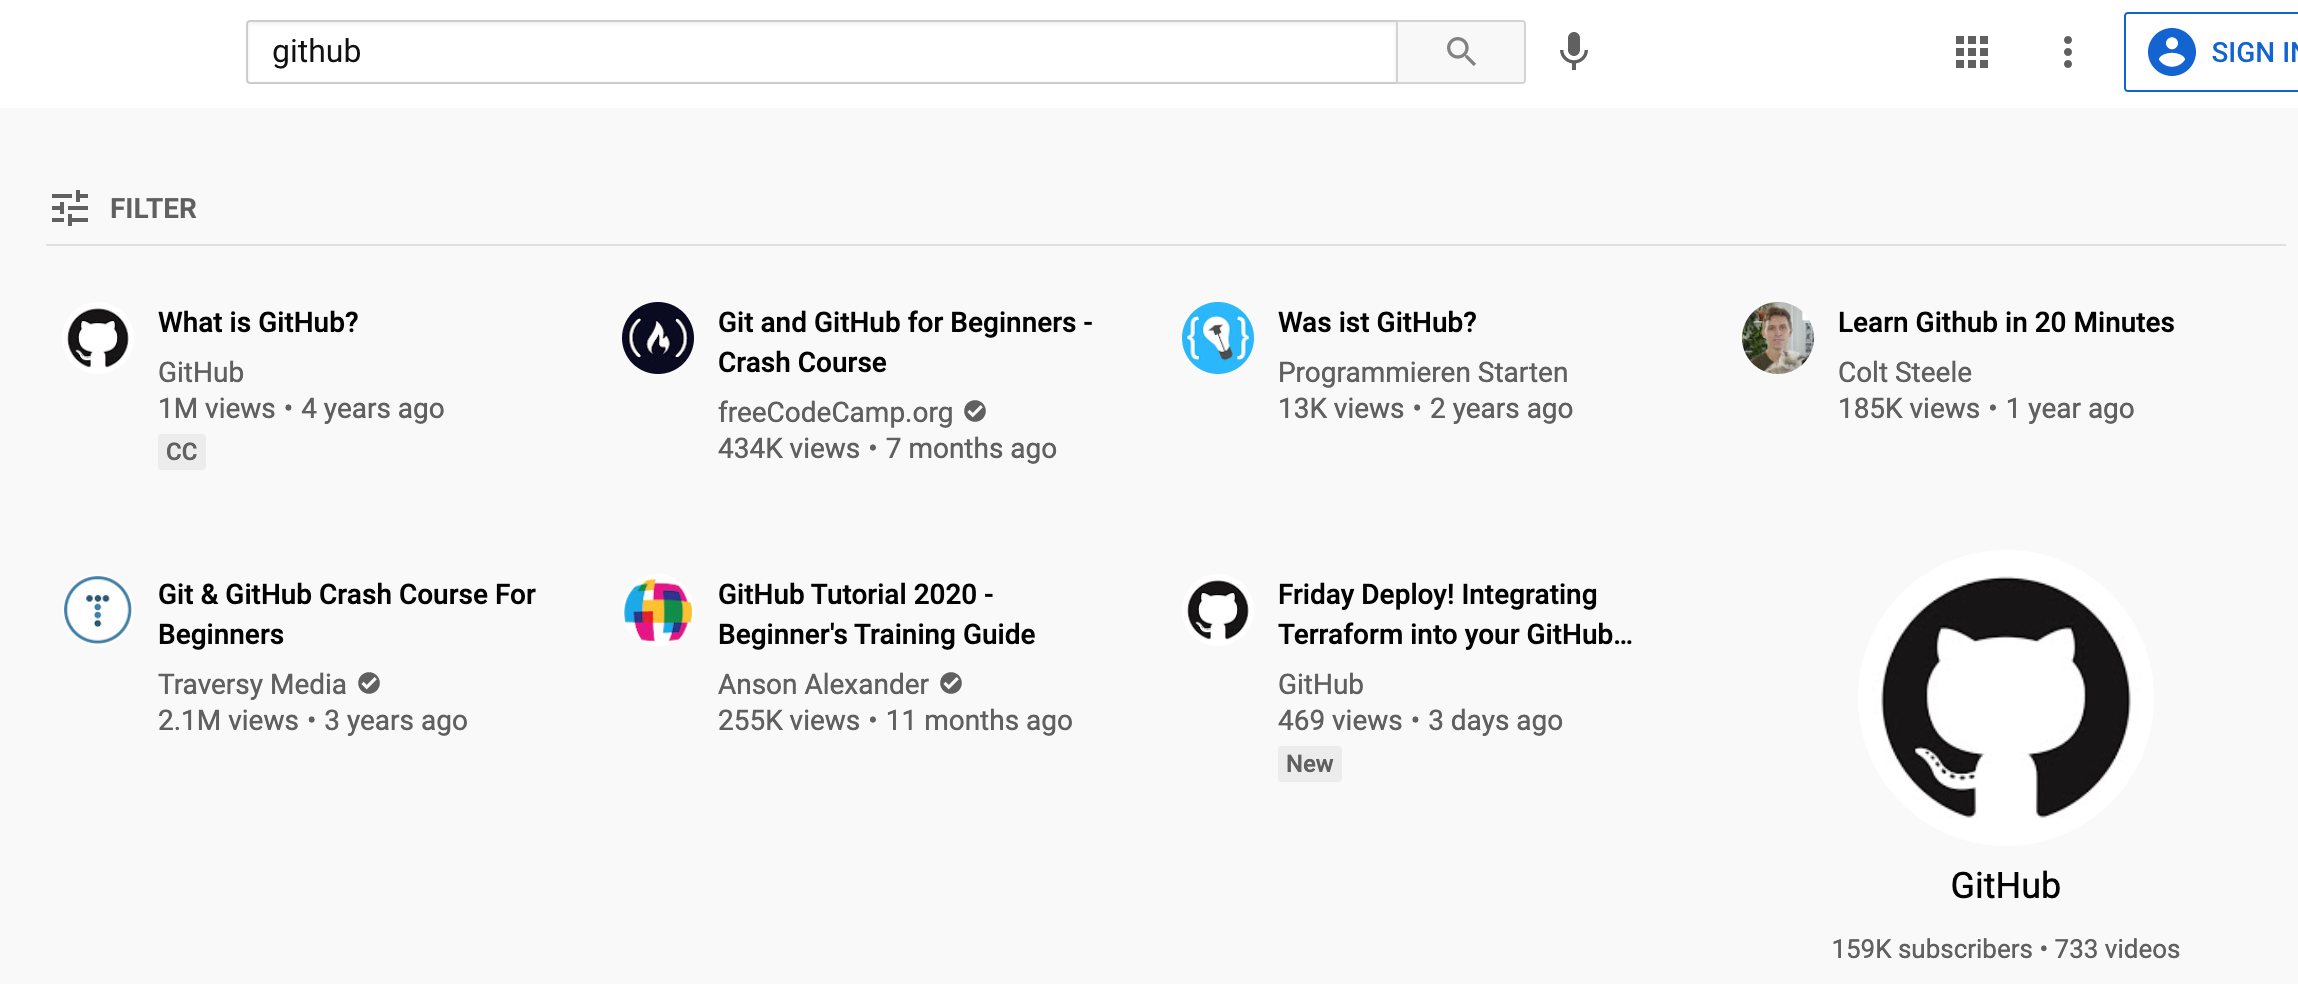 github
SIGN IN
FILTER
What is GitHub?
GitHub
1M views • 4 years ago
CC
Git and GitHub for Beginners -
Crash Course
freeCodeCamp.org
434K views • 7 months ago
Was ist GitHub?
Programmieren Starten
13K views • 2 years ago
Learn Github in 20 Minutes
Colt Steele
185K views • 1 year ago
Git & GitHub Crash Course For
Beginners
Traversy Media
2.1M views • 3 years ago
GitHub Tutorial 2020 -
Beginner's Training Guide
Anson Alexander
255K views • 11 months ago
Friday Deploy! Integrating
Terraform into your GitHub...
GitHub
469 views • 3 days ago
New
GitHub
159K subscribers • 733 videos